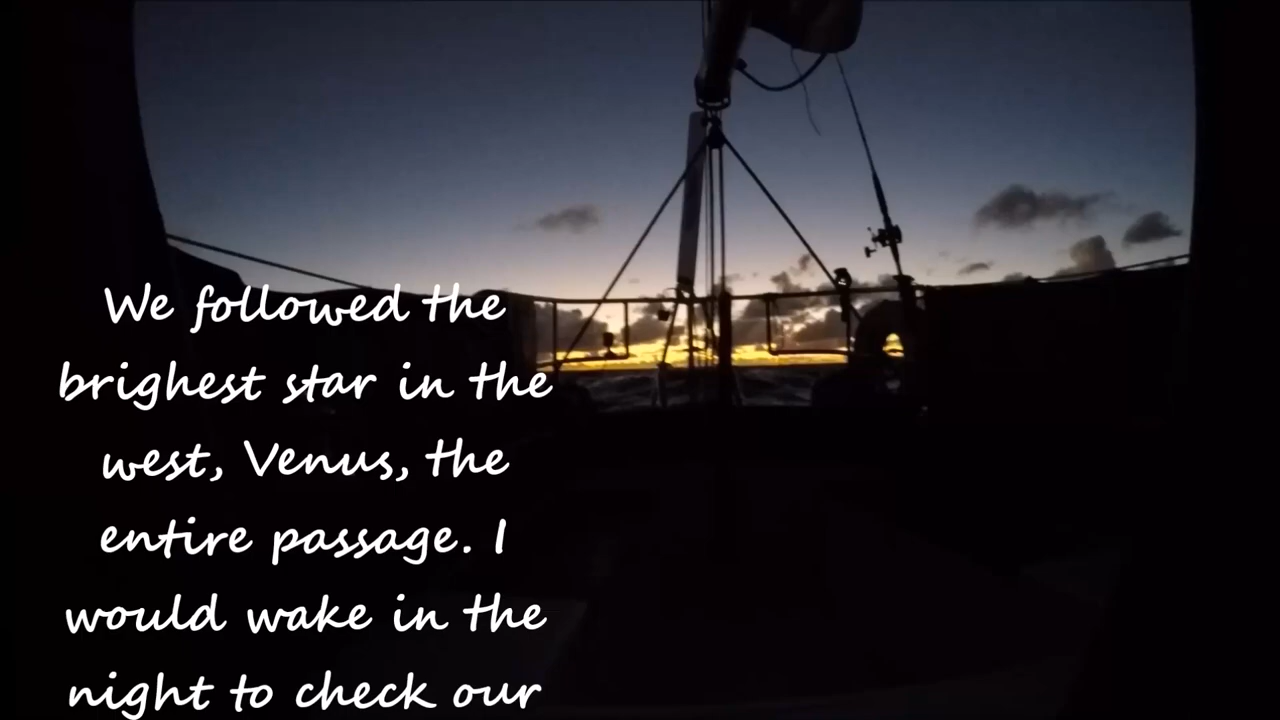 We followed the
brighest star in the
west, Venus, the
entire passage. I
would wake in the
night to check our